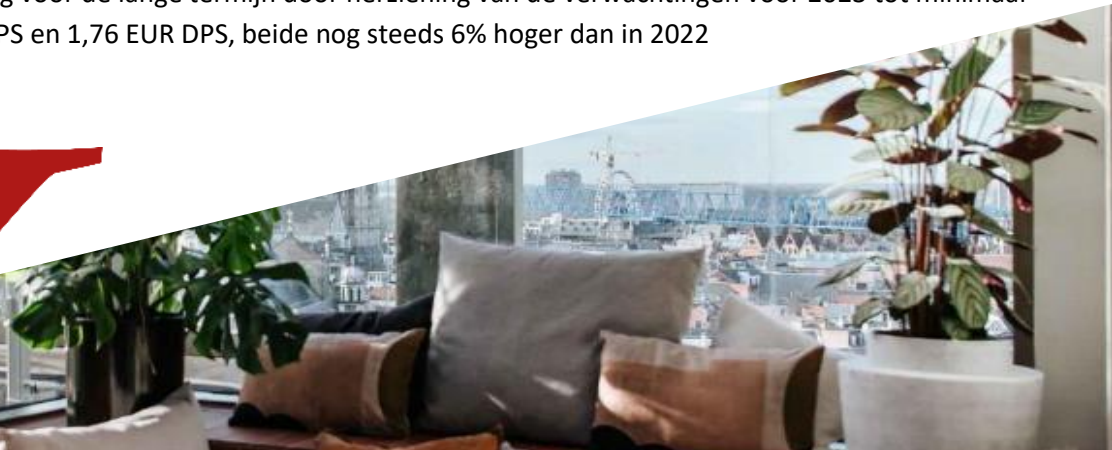 voor de lange termijn door herziening van de verwachtingen voor 2023 tot minimaal
PS en 1,76 EUR DPS, beide nog steeds 6% hoger dan in 2022